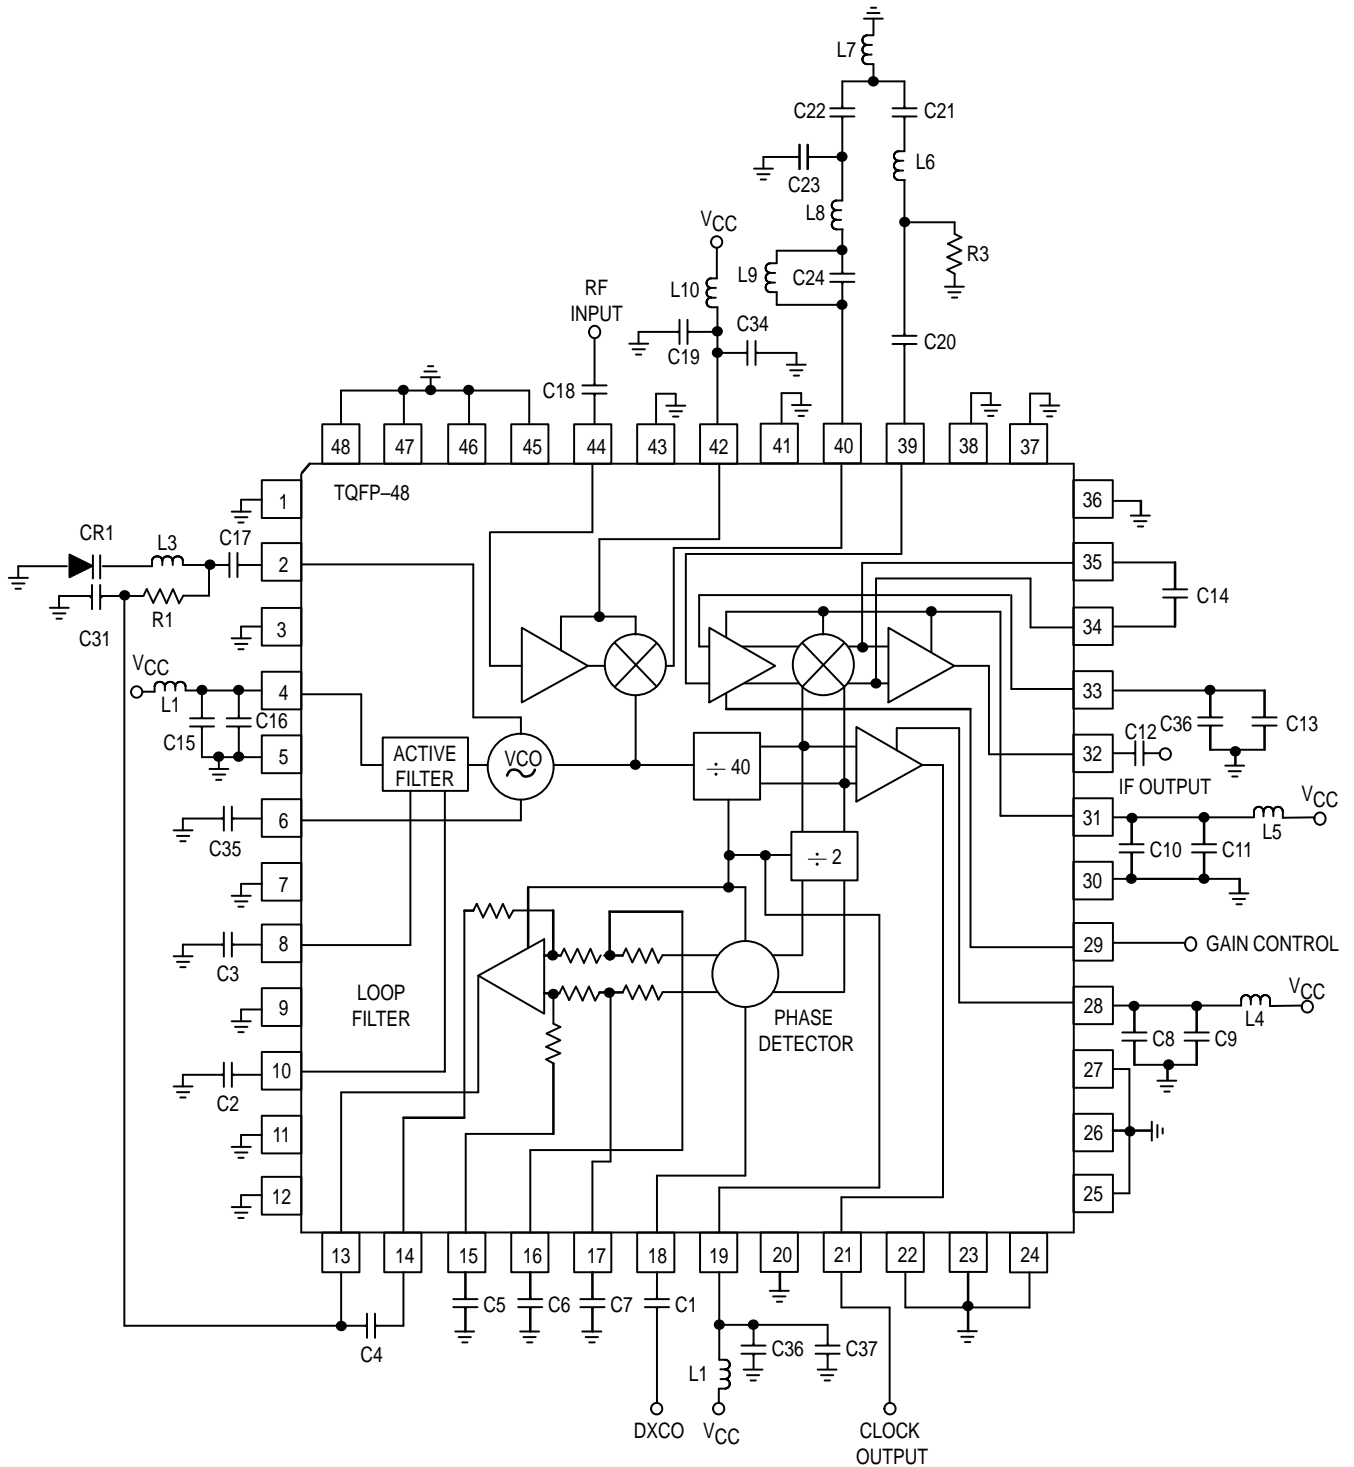 L7
C22
C21
C23
L6
L8
VCC
R3
L9
C24
RF
INPUT
L10
C34
C19
C20
C18
48
47
46
45
44
43
42
41
40
39
38
37
TQFP–48
1
36
CR1
L3
C17
2
35
C14
C31
R1
3
34
VCC
L1
4
33
C15
C16
C36
C13
5
ACTIVE
FILTER
VCO
÷ 40
32
C12
IF OUTPUT
6
C35
31
VCC
L5
÷ 2
C10
C11
7
30
8
C3
29
GAIN CONTROL
LOOP
FILTER
9
PHASE
DETECTOR
28
VCC
L4
C8
C9
10
C2
27
11
26
12
25
13
14
15
16
17
18
19
20
21
22
23
24
C5
C6
C7
C1
C4
L1
C36
C37
DXCO
VCC
CLOCK
OUTPUT